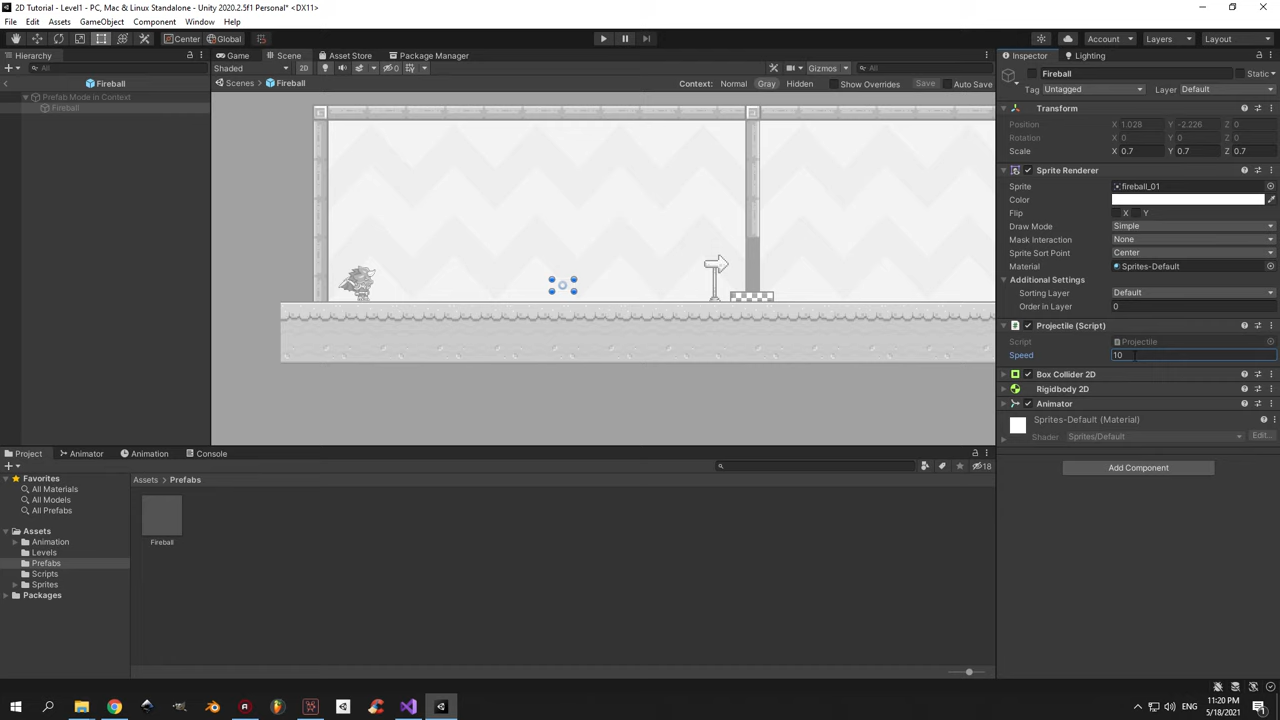 2D Tutorial - Level1 - PC, Mac & Linux Standalone - Unity 2020.2.5f1 Personal* <DX11>
File Edit Assets GameObject Component Window Help
Center Global Account Layers Layout
Hierarchy Game Scene Asset Store Package Manager Inspector Lighting
All Shaded 2D Gizmos All Fireball Static
Fireball Scenes Fireball Context: Normal Gray Hidden Show Overrides Save Auto Save Tag Untagged Layer Default
Prefab Mode in Context
Fireball
Transform
Position X 1.028 Y -2.226 Z 0
Rotation X 0 Y 0 Z 0
Scale X 0.7 Y 0.7 Z 0.7
Sprite Renderer
Sprite fireball_01
Color
Flip X Y
Draw Mode Simple
Mask Interaction None
Sprite Sort Point Center
Material Sprites-Default
Additional Settings
Sorting Layer Default
Order in Layer 0
Projectile (Script)
Script Projectile
Speed 10
Box Collider 2D
Rigidbody 2D
Animator
Sprites-Default (Material)
Shader Sprites/Default Edit...
Add Component
Project Animator Animation Console
18
Favorites
All Materials
All Models
All Prefabs
Assets
Animation
Levels
Prefabs
Scripts
Sprites
Packages
Assets Prefabs
Fireball
ENG 11:20 PM
5/18/2021
1